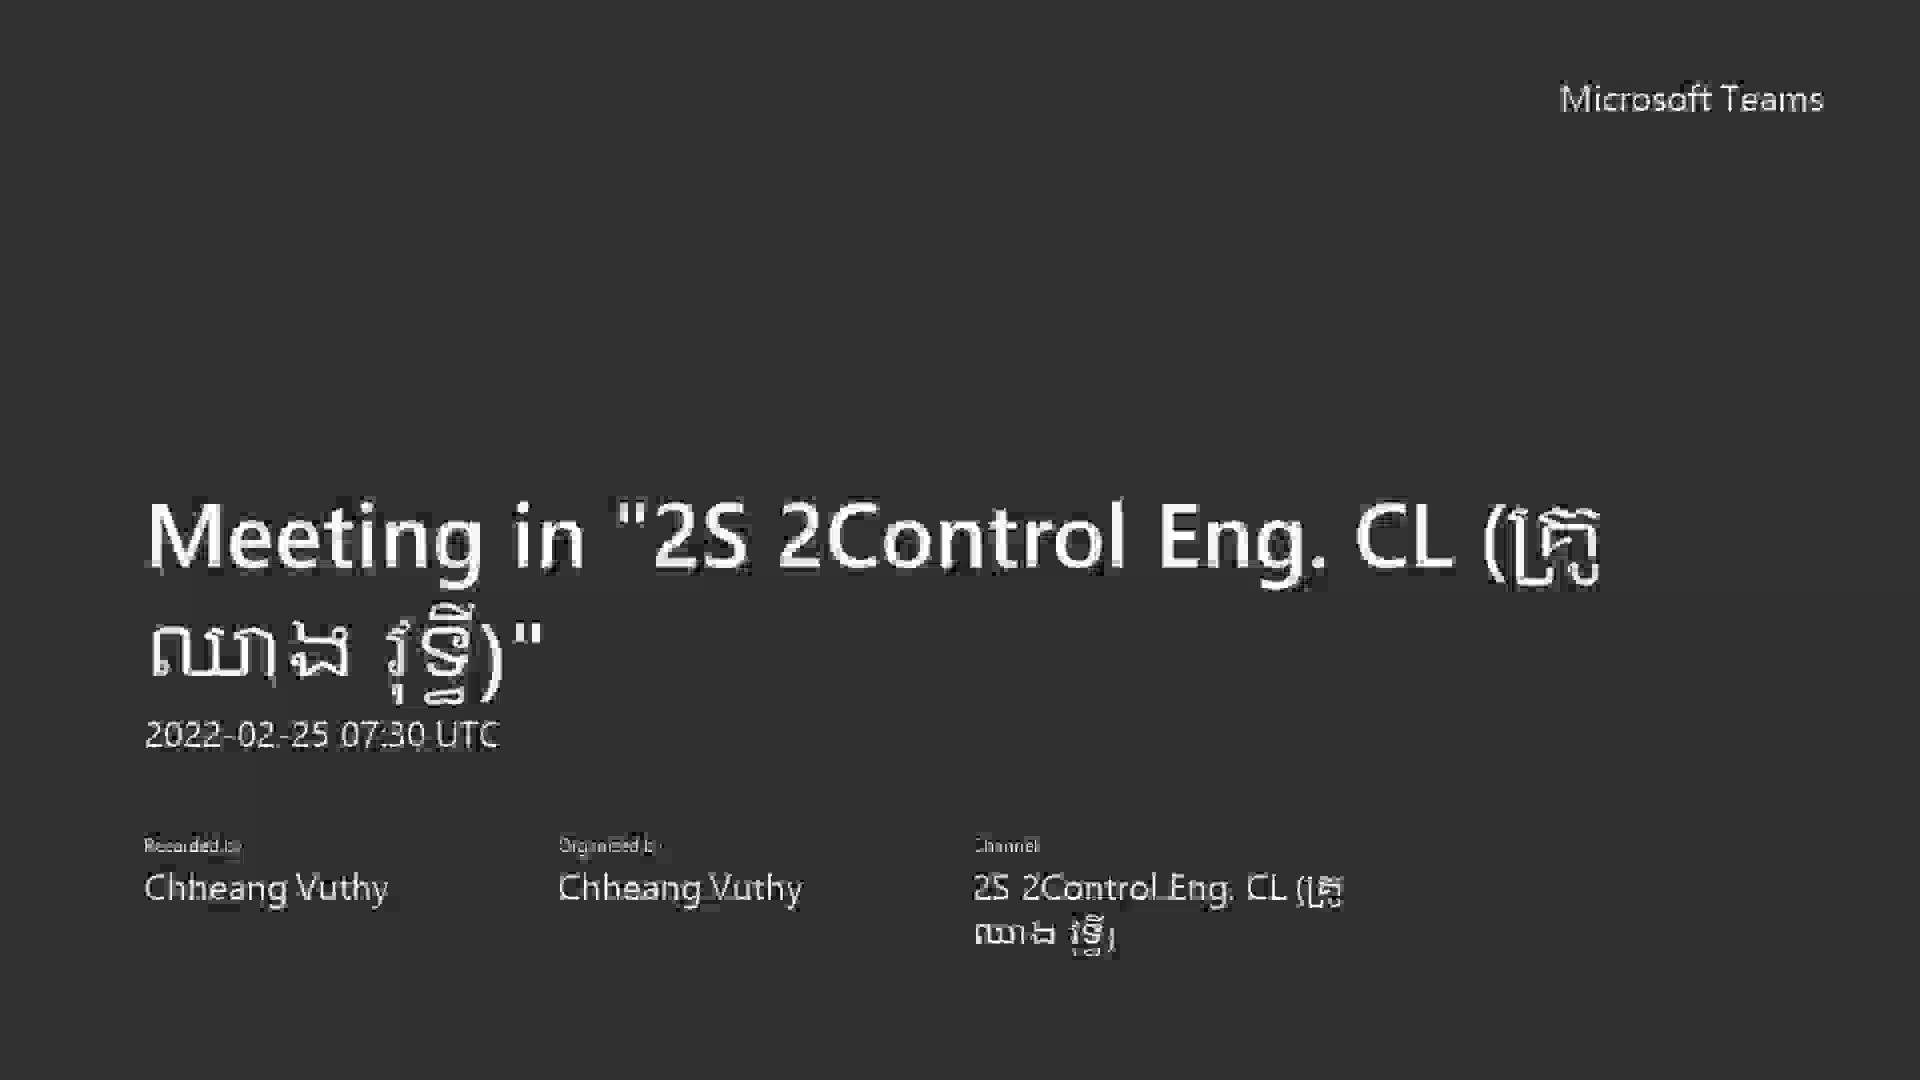 Microsoft Teams
Meeting in "2S 2Control Eng. CL (គ្រូ
ឈាង វុទ្ធី)"
2022-02-25 07:30 UTC
Recorded by
Organized by
Channel
Chheang Vuthy
Chheang Vuthy
2S 2Control Eng. CL (គ្រូ
ឈាង វុទ្ធី)